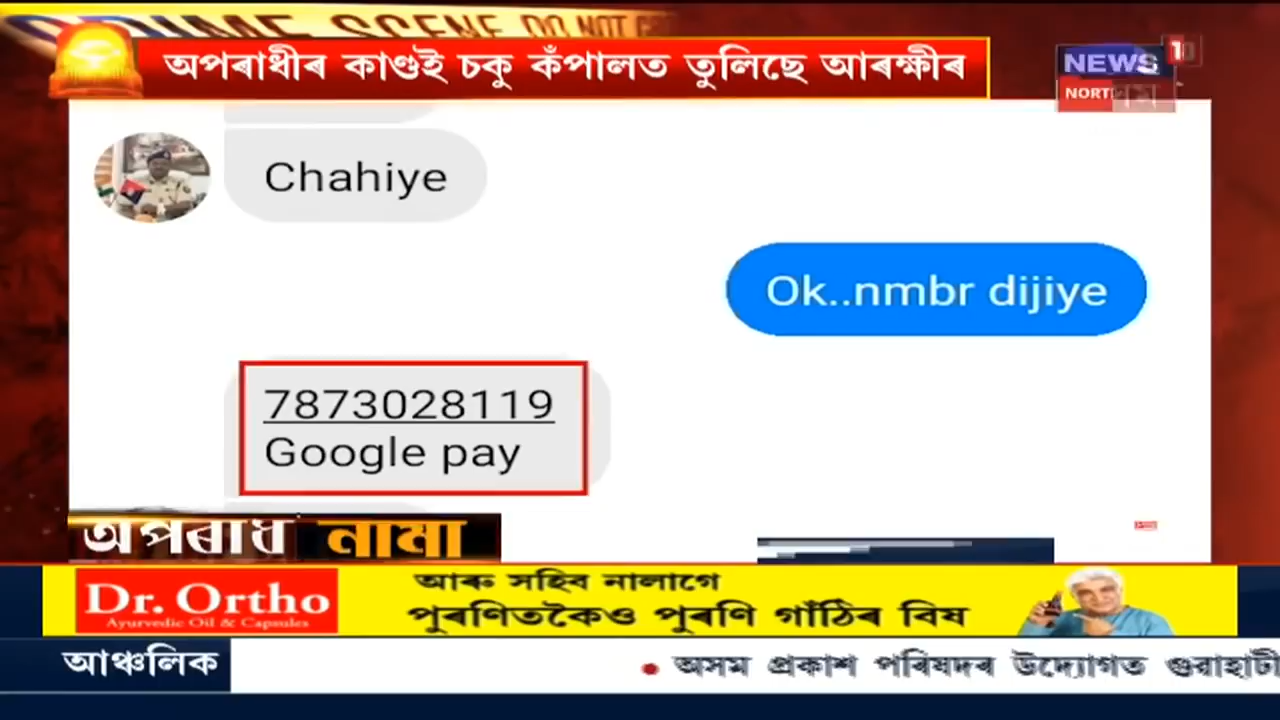 অপৰাধীৰ কাণ্ডই চকু কঁপালত তুলিছে আৰক্ষীৰ
NEWS
Chahiye
Ok..nmbr dijiye
7873028119
Google pay
অপৰাধ নামা
Dr. Ortho
Ayurvedic Oil & Capsules
আৰু সহিব নালাগে
পুৰণিতকৈও পুৰণি গাঁঠিৰ বিষ
আঞ্চলিক
অসম প্ৰকাশ পৰিষদৰ উদ্যোগত গুৱাহাটী